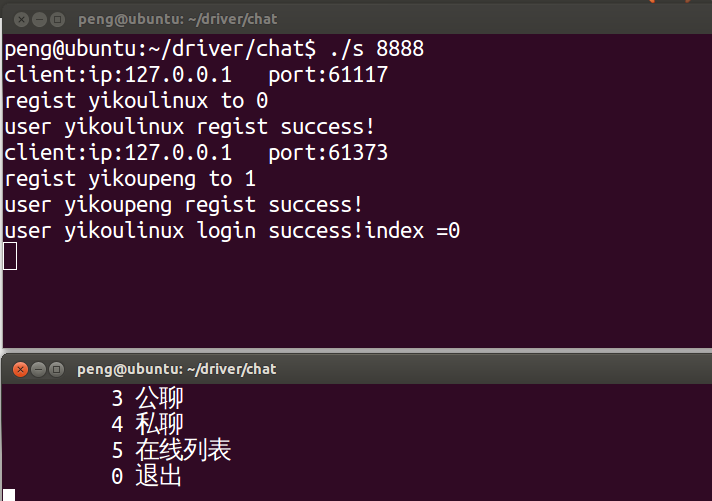 peng@ubuntu: ~/driver/chat
peng@ubuntu:~/driver/chat$ ./s 8888
client:ip:127.0.0.1   port:61117
regist yikoulinux to 0
user yikoulinux regist success!
client:ip:127.0.0.1   port:61373
regist yikoupeng to 1
user yikoupeng regist success!
user yikoulinux login success!index =0
peng@ubuntu: ~/driver/chat
3 公聊
4 私聊
5 在线列表
0 退出